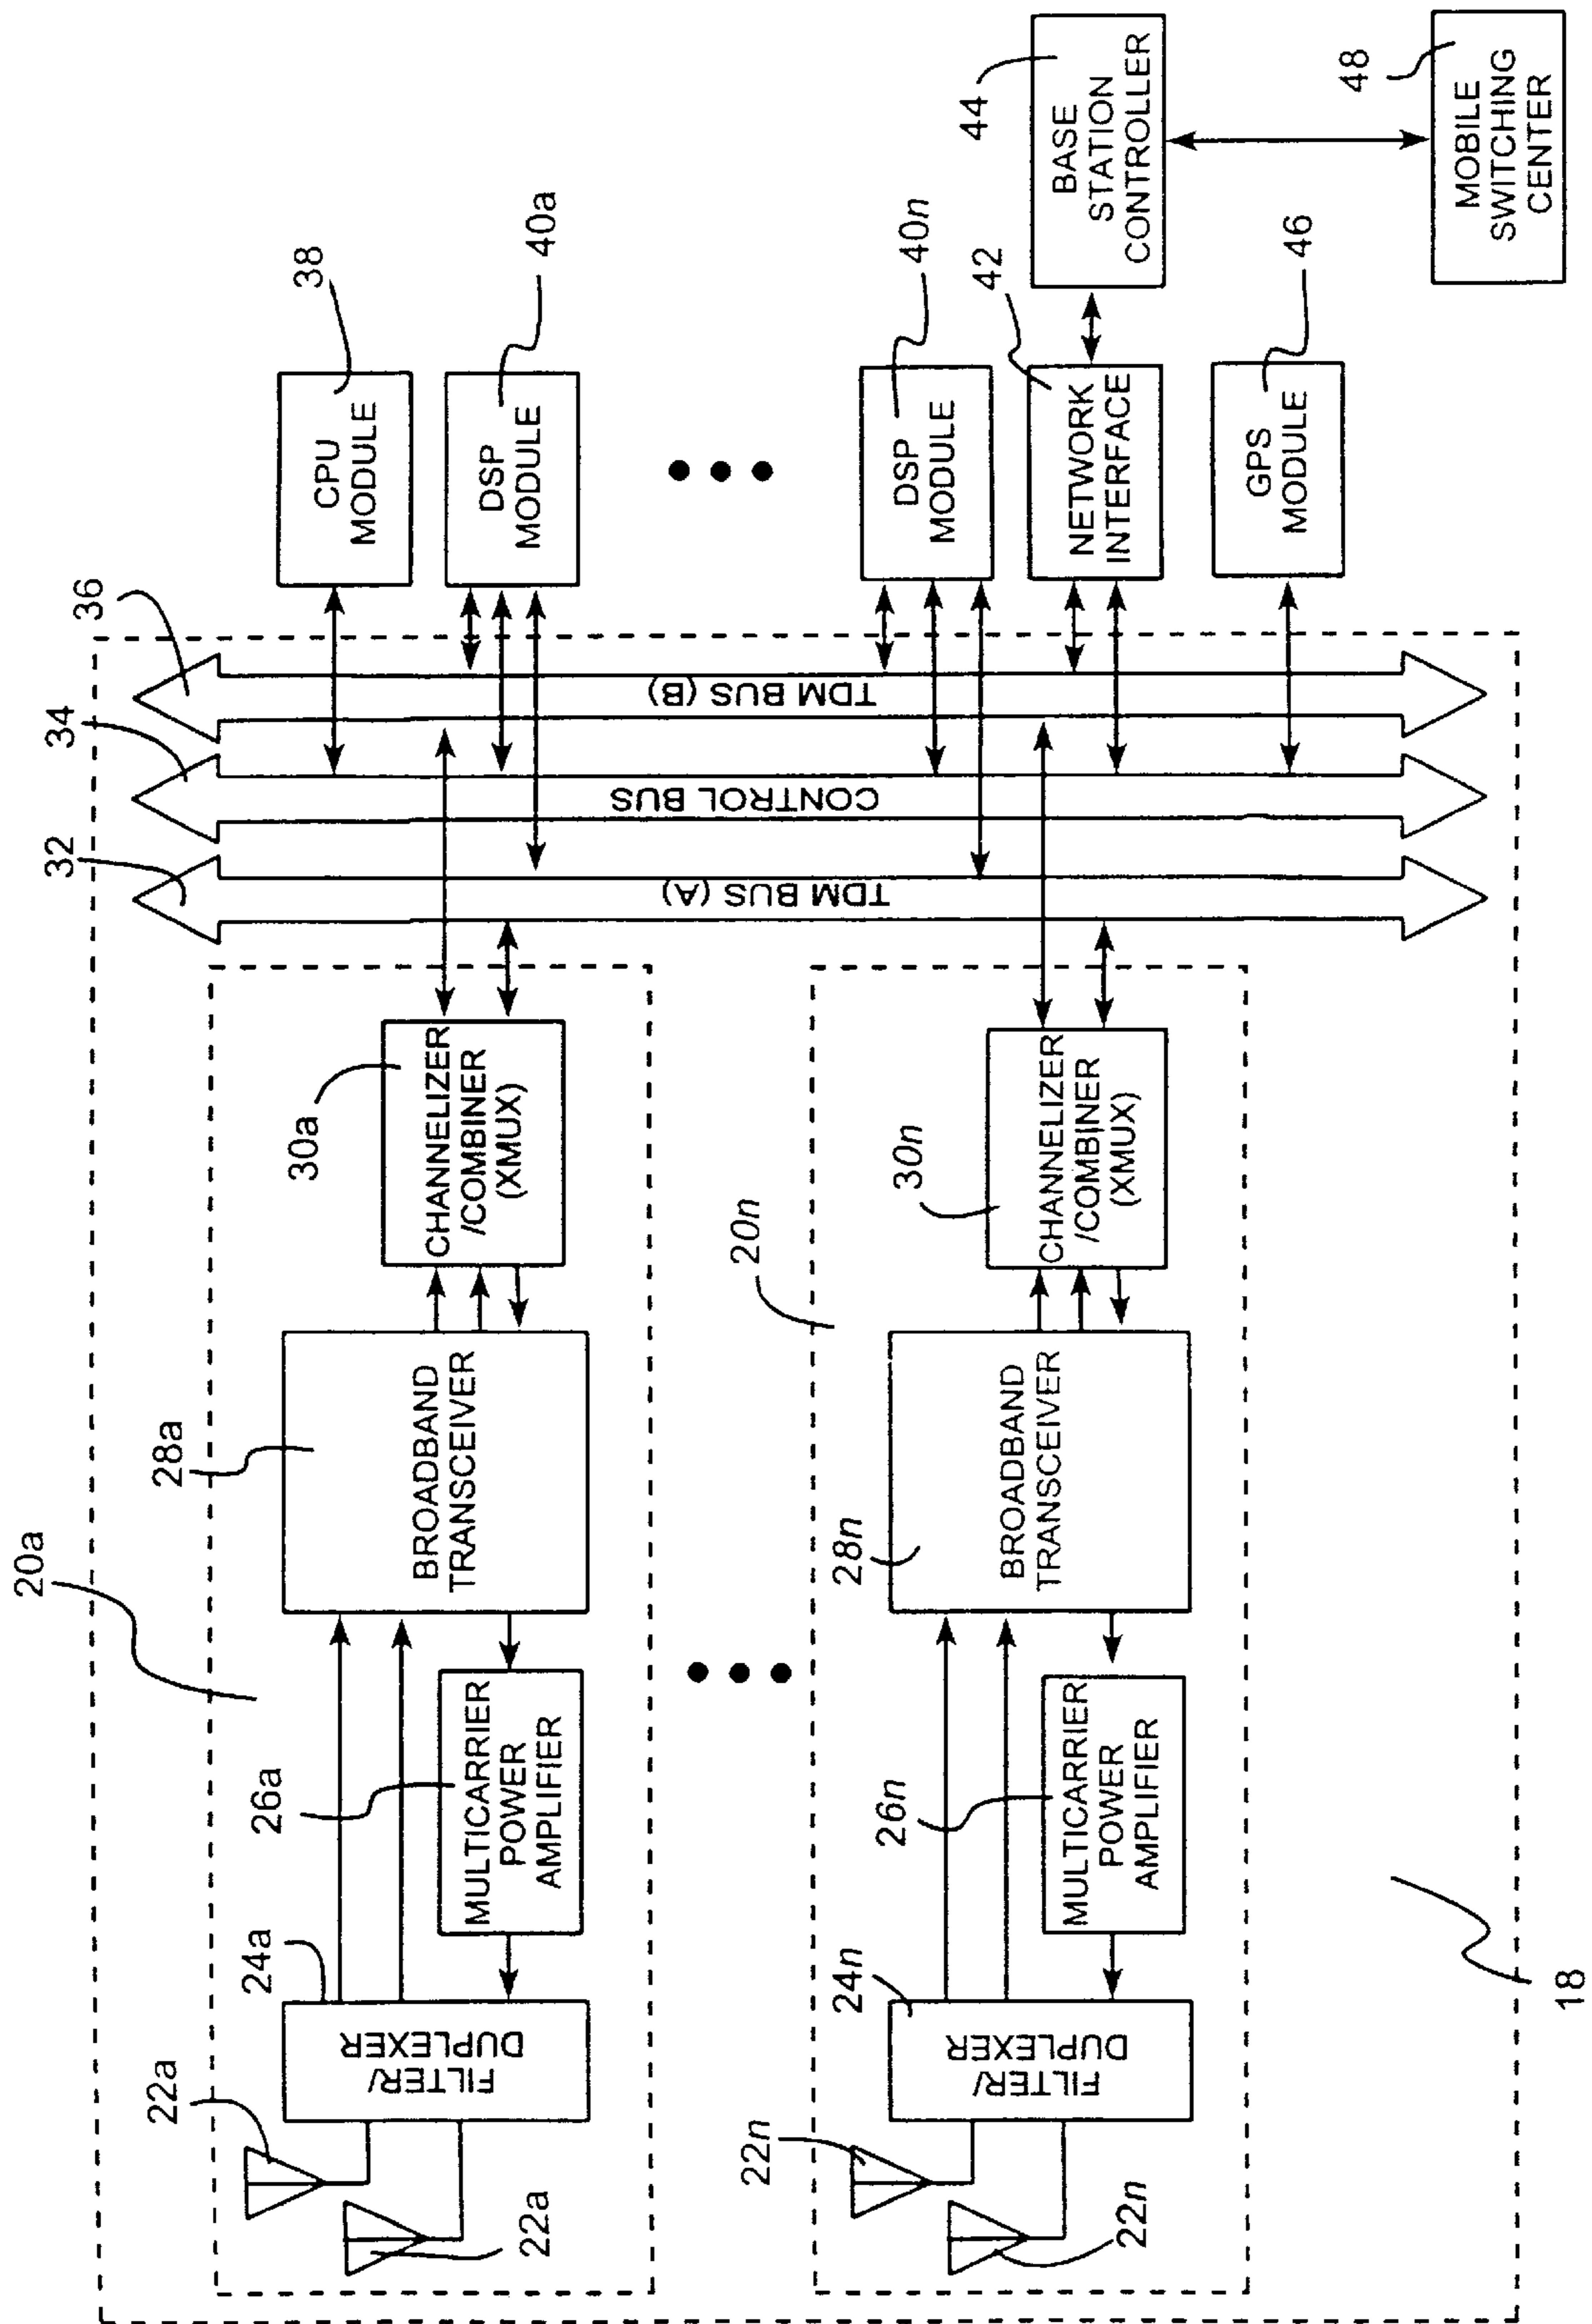 20a
22a
22a
24a
FILTER/
DUPLEXER
26a
MULTICARRIER
POWER
AMPLIFIER
28a
BROADBAND
TRANSCEIVER
30a
CHANNELIZER
/COMBINER
(XMUX)
32
TDM BUS (A)
34
CONTROL BUS
36
TDM BUS (B)
38
CPU
MODULE
40a
DSP
MODULE
20n
22n
22n
24n
FILTER/
DUPLEXER
26n
MULTICARRIER
POWER
AMPLIFIER
28n
BROADBAND
TRANSCEIVER
30n
CHANNELIZER
/COMBINER
(XMUX)
40n
DSP
MODULE
42
NETWORK
INTERFACE
44
BASE
STATION
CONTROLLER
46
GPS
MODULE
48
MOBILE
SWITCHING
CENTER
18